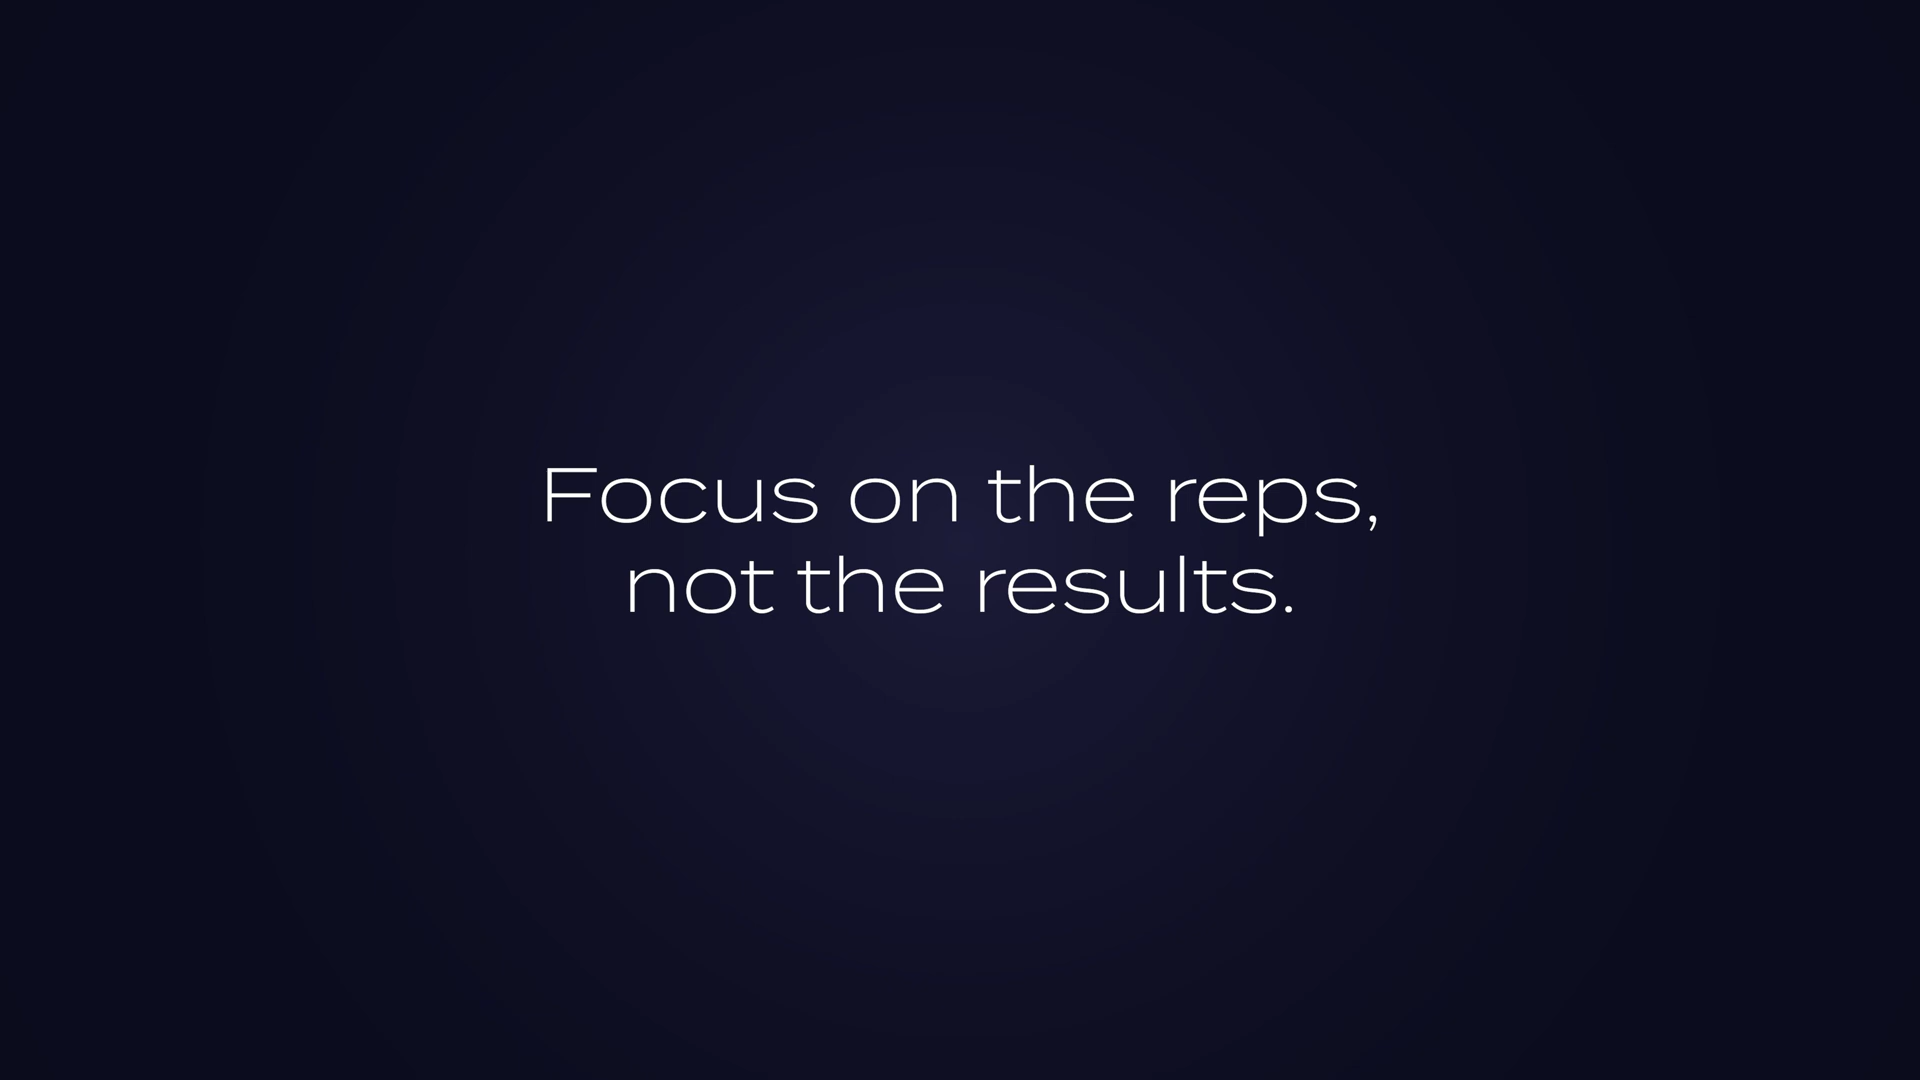 Focus on the reps,
not the results.